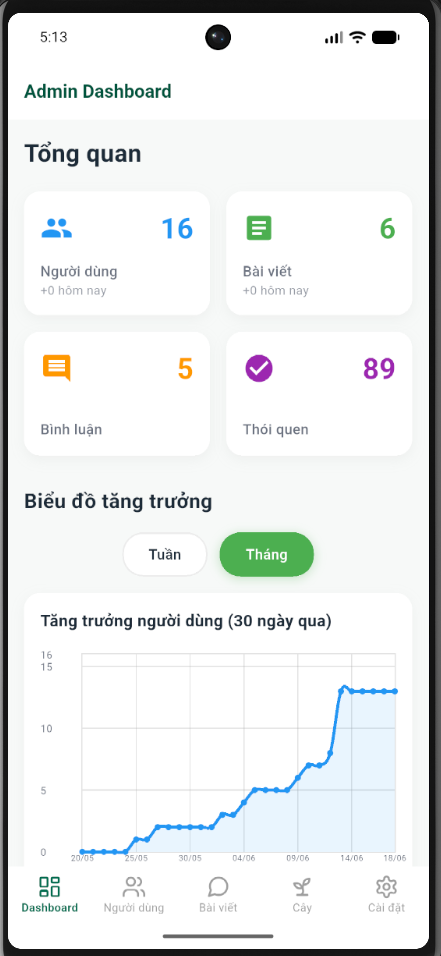 5:13
Admin Dashboard
Tổng quan
16
6
Người dùng
Bài viết
+0 hôm nay
+0 hôm nay
5
89
Bình luận
Thói quen
Biểu đồ tăng trưởng
Tuần
Tháng
Tăng trưởng người dùng (30 ngày qua)
16
15
10
5
0
20/05 25/05 30/05 04/06 09/06 14/06 18/06
Dashboard Người dùng Bài viết Cây Cài đặt